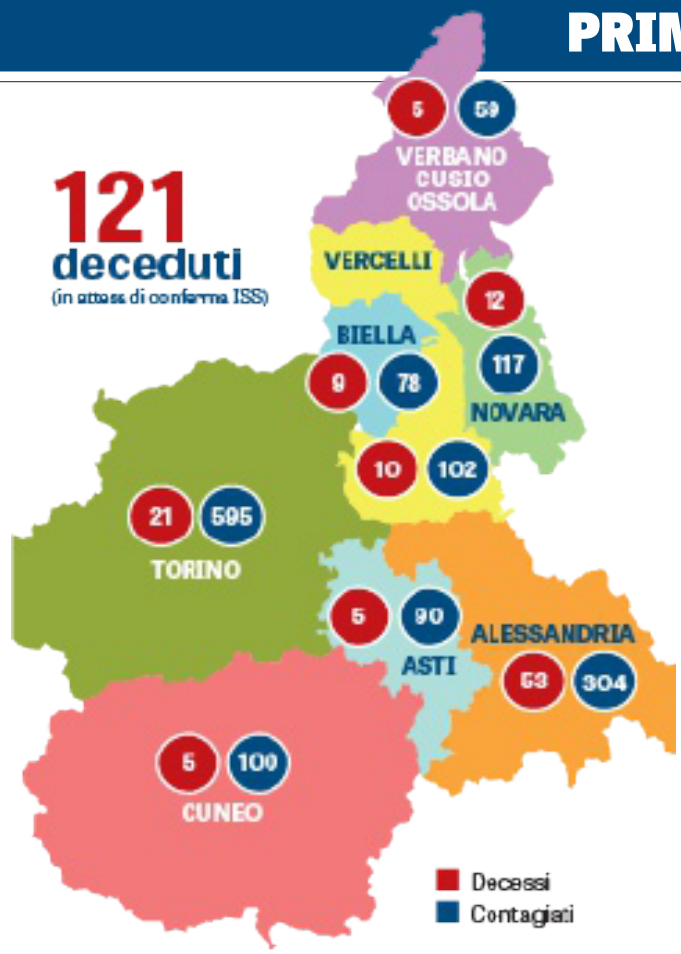 PRIM
5 59
VERBANO
CUSIO
OSSOLA
121
deceduti
(in attesa di conferma ISS)
VERCELLI
12
BIELLA
117
9 78
NOVARA
10 102
21 595
TORINO
5 90
ALESSANDRIA
ASTI
53 304
5 100
CUNEO
Decessi
Contagiati